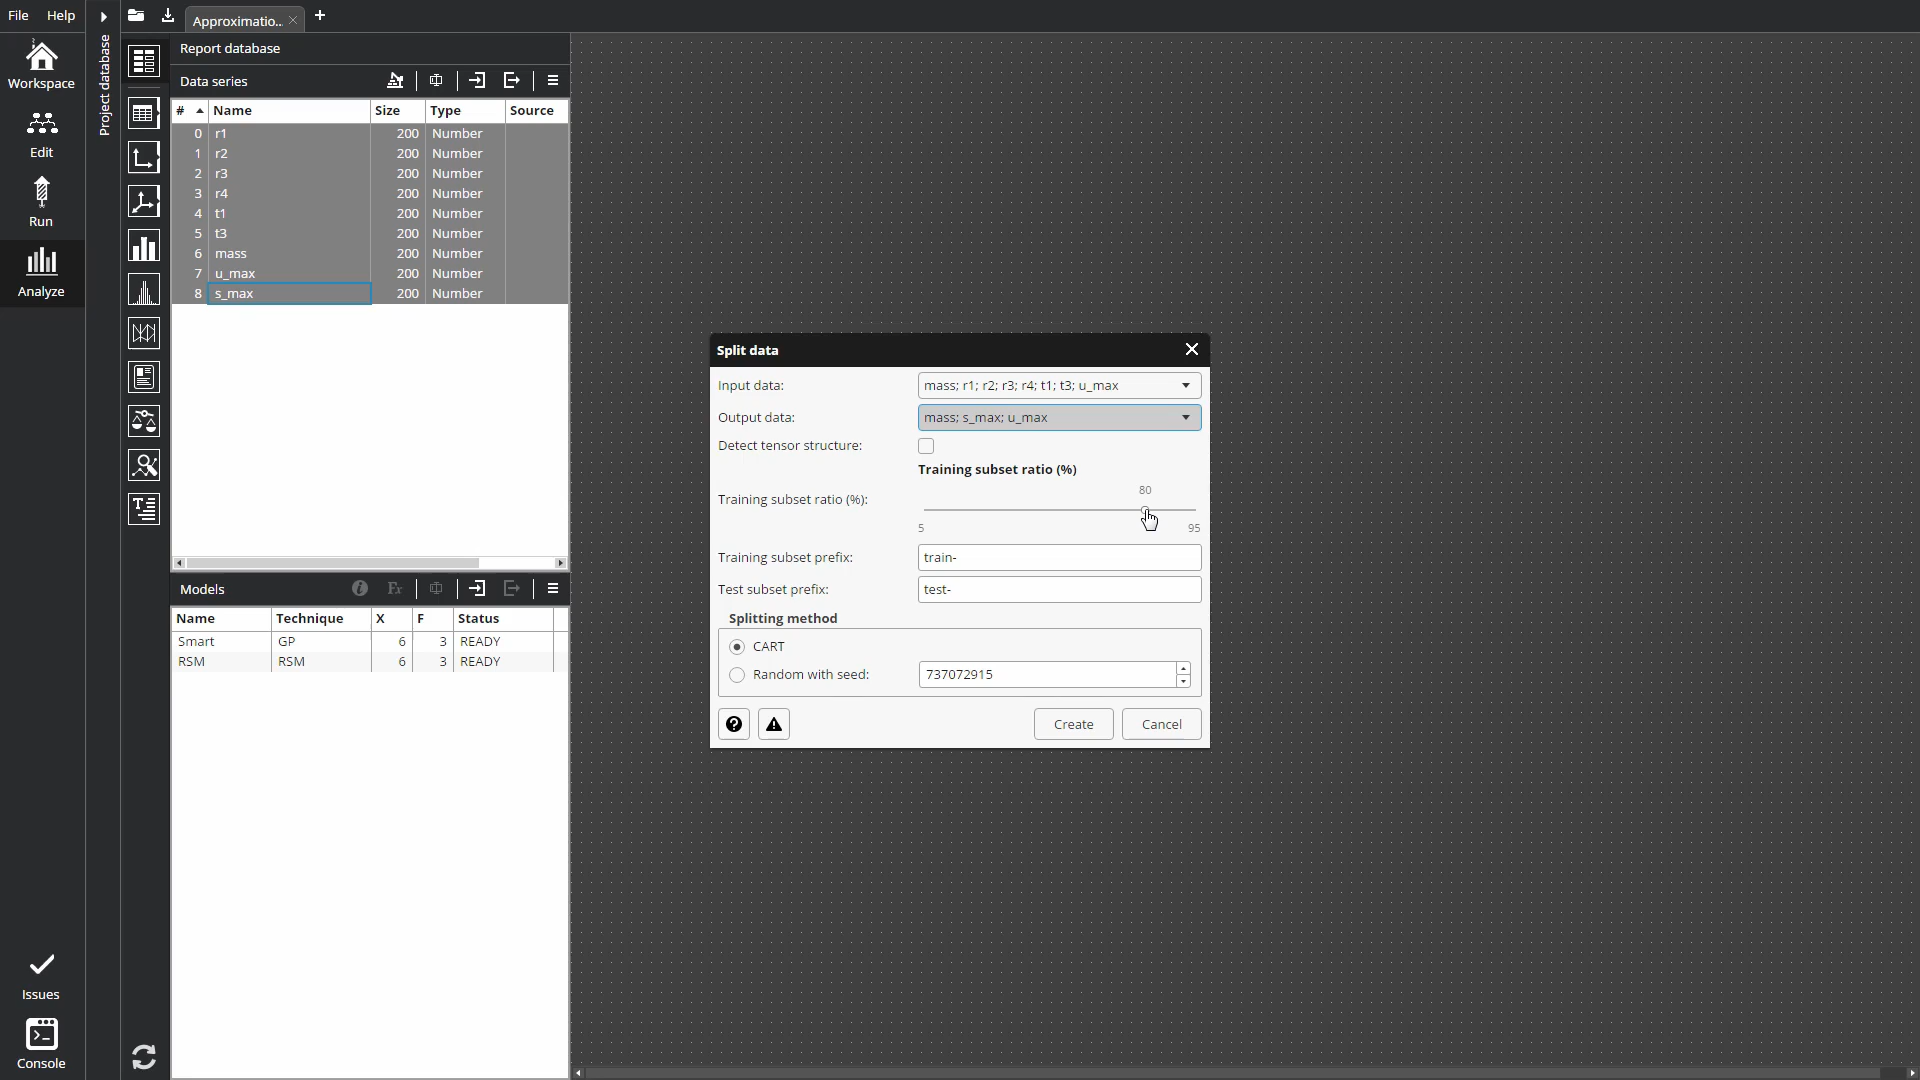 File Help
Approximatio..
Project database
Workspace
Edit
Run
Analyze
Issues
Console
Report database
Data series
# Name Size Type Source
0 r1 200 Number
1 r2 200 Number
2 r3 200 Number
3 r4 200 Number
4 t1 200 Number
5 t3 200 Number
6 mass 200 Number
7 u_max 200 Number
8 s_max 200 Number
Models
Fx
Name Technique X F Status
Smart GP 6 3 READY
RSM RSM 6 3 READY
Split data
Input data: mass; r1; r2; r3; r4; t1; t3; u_max
Output data: mass; s_max; u_max
Detect tensor structure:
Training subset ratio (%)
80
Training subset ratio (%):
5 95
Training subset prefix: train-
Test subset prefix: test-
Splitting method
CART
Random with seed: 737072915
Create Cancel